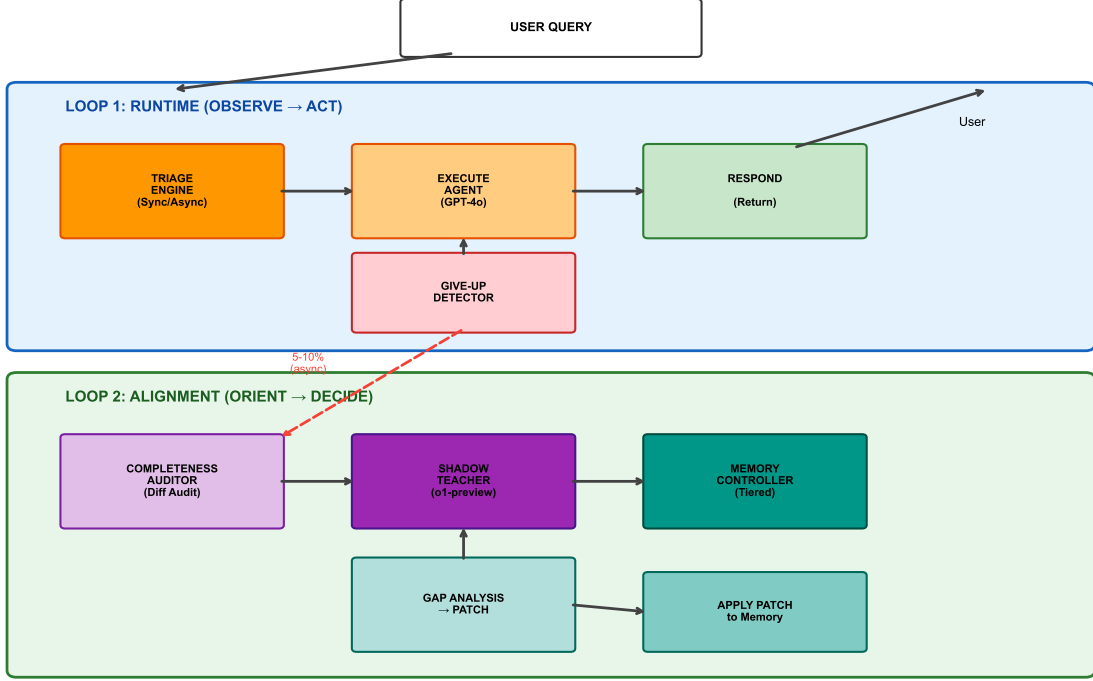 USER QUERY
LOOP 1: RUNTIME (OBSERVE → ACT)
User
TRIAGE
ENGINE
(Sync/Async)
EXECUTE
AGENT
(GPT-4o)
RESPOND
(Return)
GIVE-UP
DETECTOR
5-10%
(async)
LOOP 2: ALIGNMENT (ORIENT → DECIDE)
COMPLETENESS
AUDITOR
(Diff Audit)
SHADOW
TEACHER
(o1-preview)
MEMORY
CONTROLLER
(Tiered)
GAP ANALYSIS
→ PATCH
APPLY PATCH
to Memory